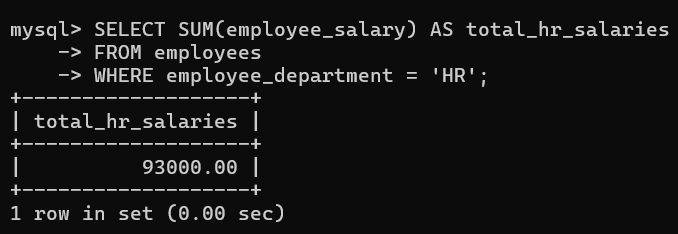 mysql> SELECT SUM(employee_salary) AS total_hr_salaries
    -> FROM employees
    -> WHERE employee_department = 'HR';
+-------------------+
| total_hr_salaries |
+-------------------+
|          93000.00 |
+-------------------+
1 row in set (0.00 sec)